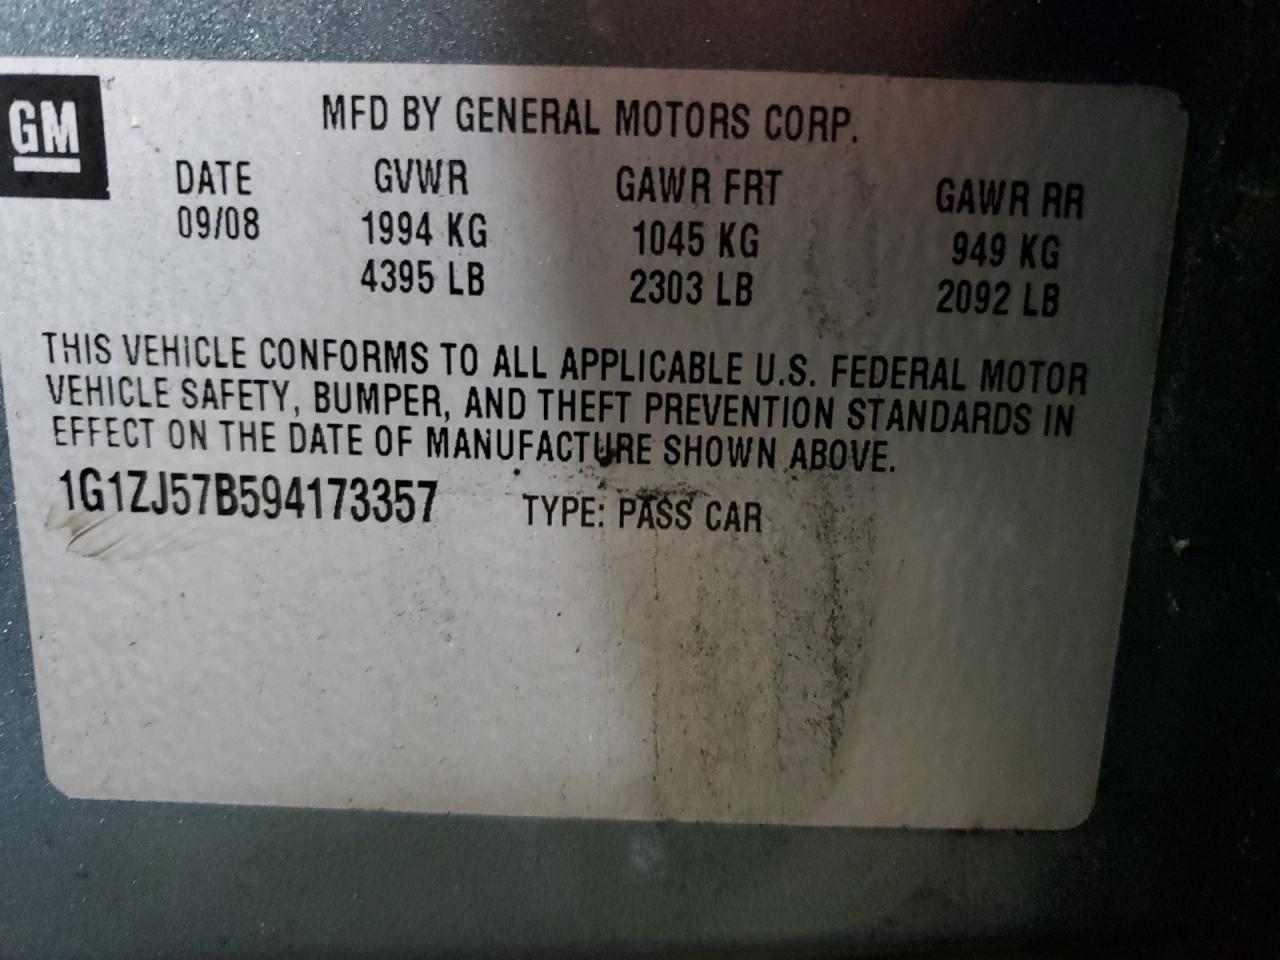 GM
MFD BY GENERAL MOTORS CORP.
DATE GVWR GAWR FRT GAWR RR
09/08 1994 KG 1045 KG 949 KG
4395 LB 2303 LB 2092 LB
THIS VEHICLE CONFORMS TO ALL APPLICABLE U.S. FEDERAL MOTOR
VEHICLE SAFETY, BUMPER, AND THEFT PREVENTION STANDARDS IN
EFFECT ON THE DATE OF MANUFACTURE SHOWN ABOVE.
1G1ZJ57B594173357 TYPE: PASS CAR